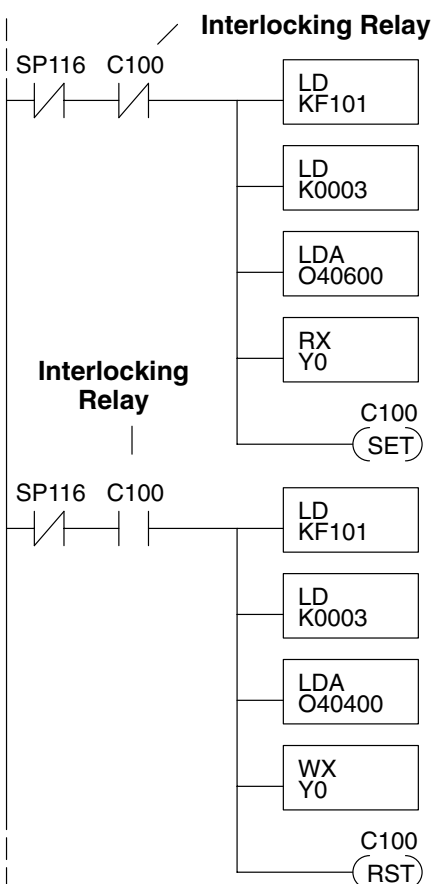 Interlocking Relay
SP116 C100
LD
KF101
LD
K0003
LDA
O40600
RX
Y0
C100
SET
Interlocking
Relay
SP116 C100
LD
KF101
LD
K0003
LDA
O40400
WX
Y0
C100
RST